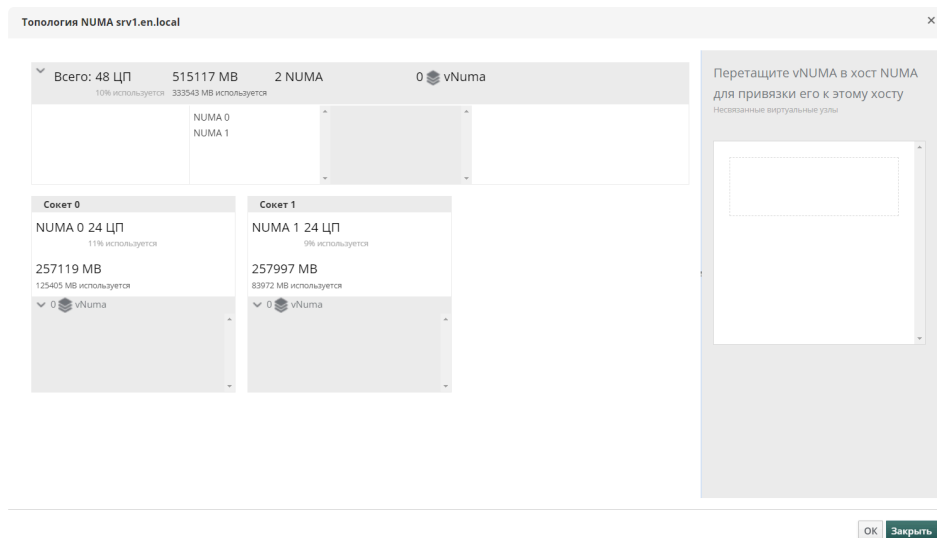 Топология NUMA srv1.en.local
×
Всего: 48 ЦП 515117 MB 2 NUMA 0 vNuma
10% используется 333543 MB используется
NUMA 0
NUMA 1
Сокет 0
NUMA 0 24 ЦП
11% используется
257119 MB
125405 MB используется
0 vNuma
Сокет 1
NUMA 1 24 ЦП
9% используется
257997 MB
83972 MB используется
0 vNuma
Перетащите vNUMA в хост NUMA
для привязки его к этому хосту
Несвязанные виртуальные узлы
ОК Закрыть